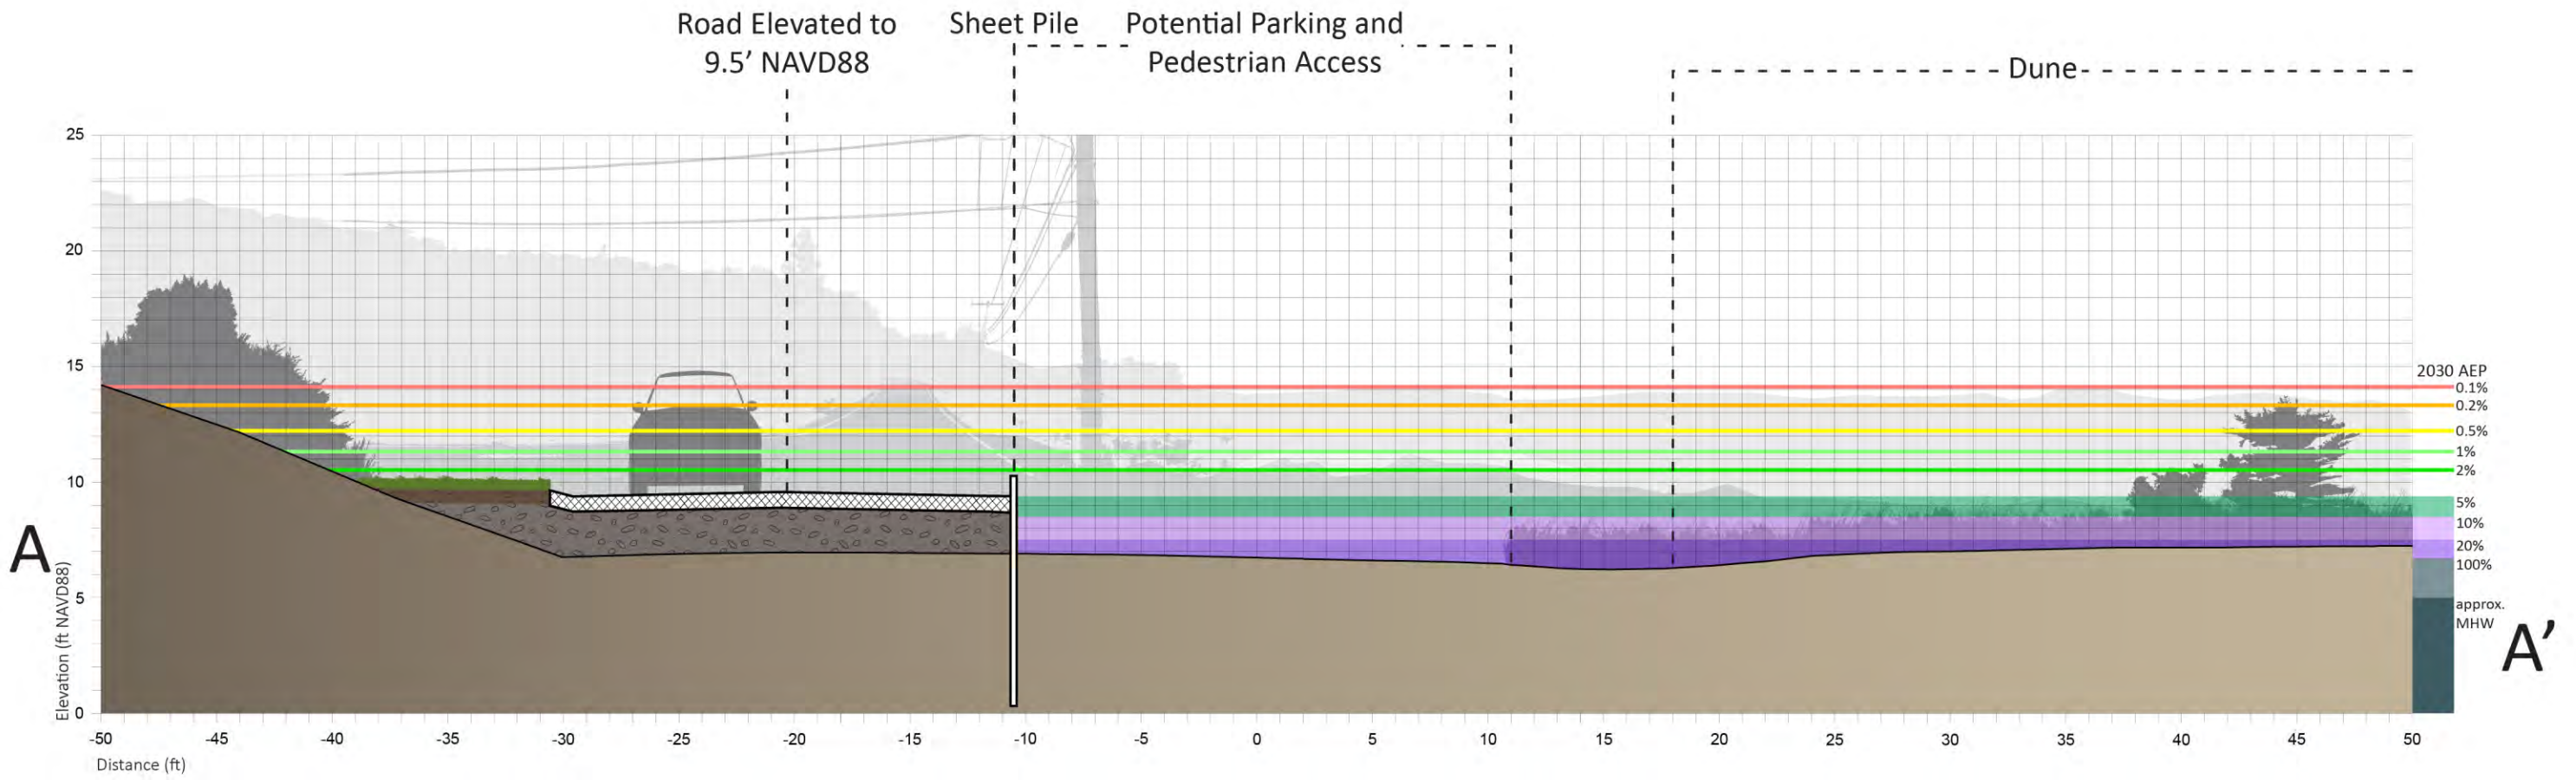 Road Elevated to
9.5’ NAVD88
Sheet Pile
Potential Parking and
Pedestrian Access
Dune
25
20
15
10
5
0
Elevation (ft NAVD88)
A
2030 AEP
0.1%
0.2%
0.5%
1%
2%
5%
10%
20%
100%
approx.
MHW
A’
-50 -45 -40 -35 -30 -25 -20 -15 -10 -5 0 5 10 15 20 25 30 35 40 45 50
Distance (ft)